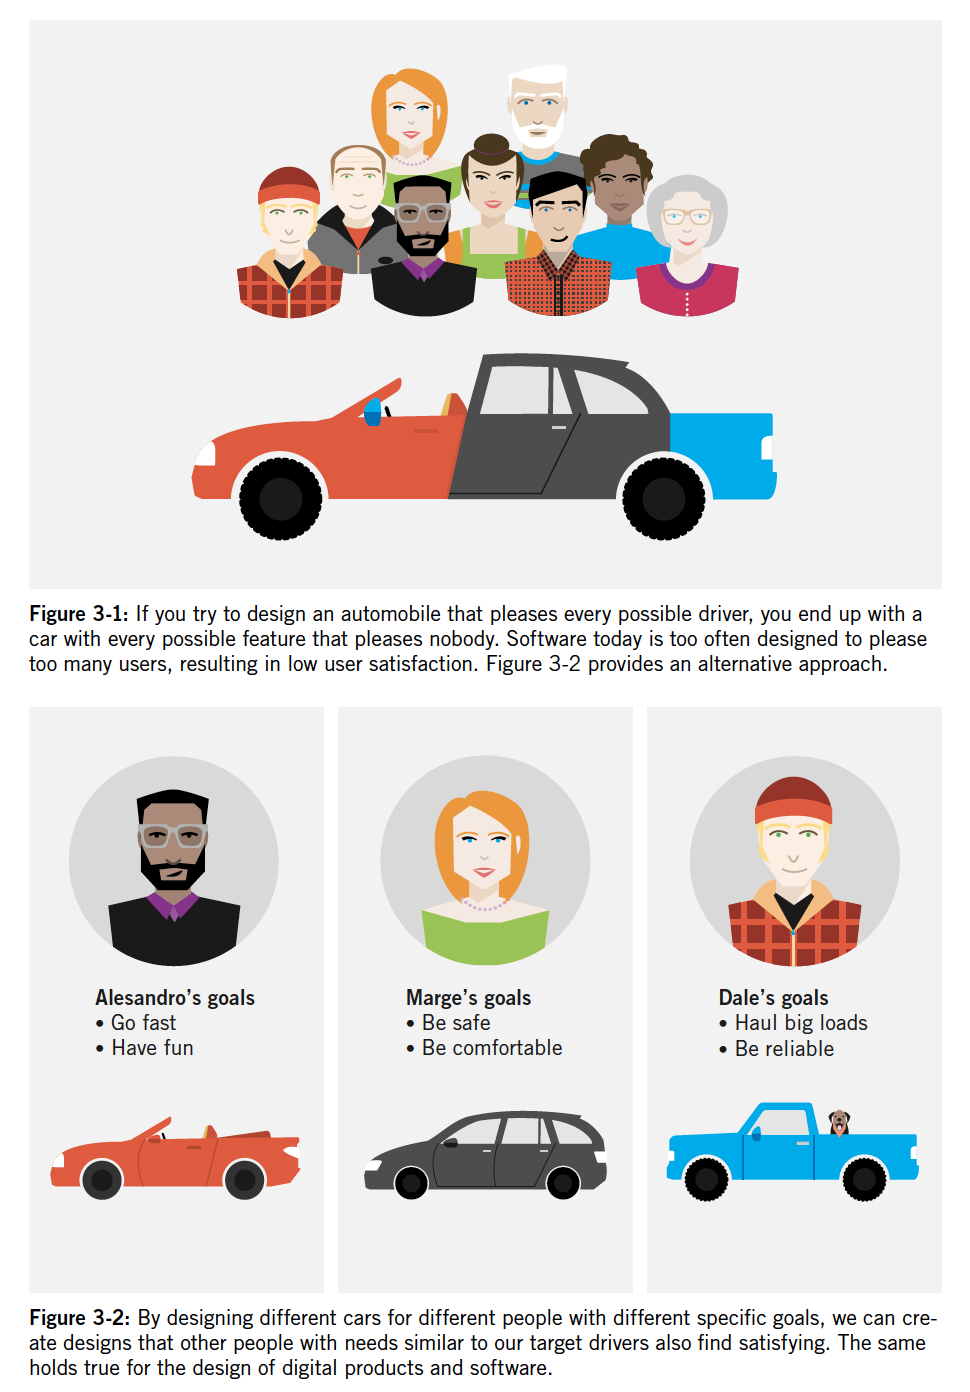 Figure 3-1: If you try to design an automobile that pleases every possible driver, you end up with a
car with every possible feature that pleases nobody. Software today is too often designed to please
too many users, resulting in low user satisfaction. Figure 3-2 provides an alternative approach.
Alesandro’s goals
• Go fast
• Have fun
Marge’s goals
• Be safe
• Be comfortable
Dale’s goals
• Haul big loads
• Be reliable
Figure 3-2: By designing different cars for different people with different specific goals, we can cre-
ate designs that other people with needs similar to our target drivers also find satisfying. The same
holds true for the design of digital products and software.